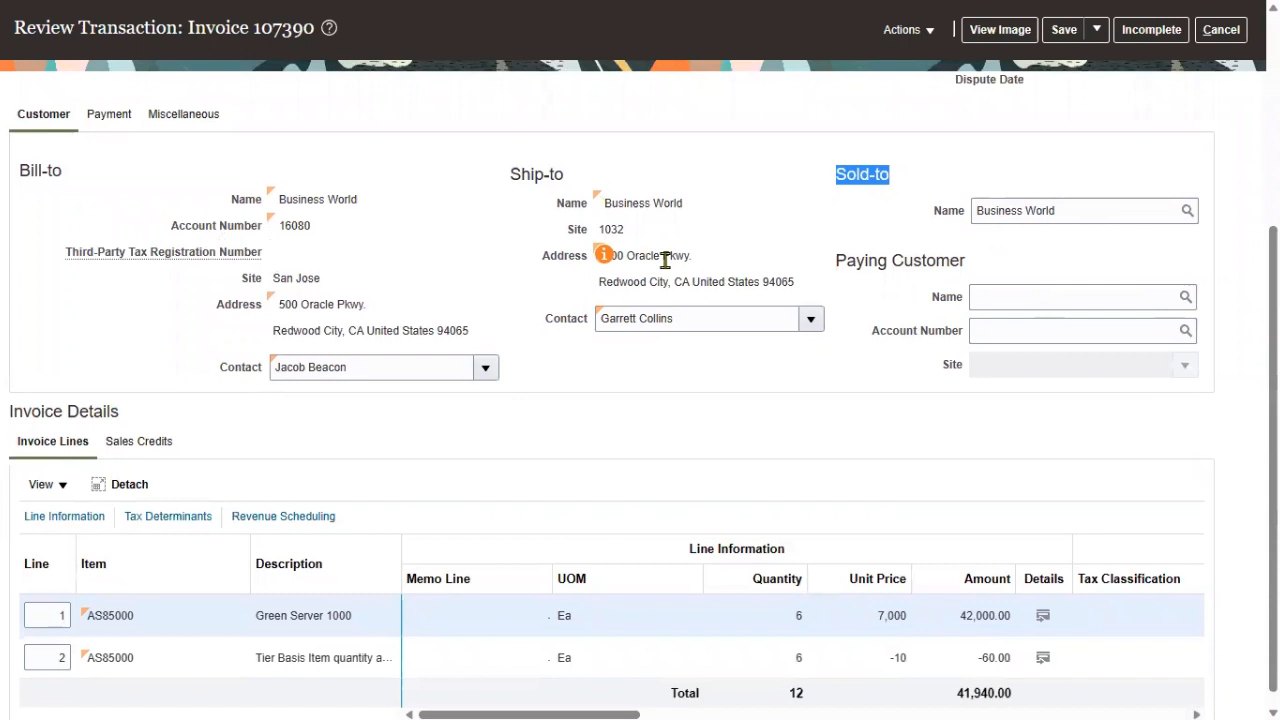 Review Transaction: Invoice 107390
Actions
View Image
Save
Incomplete
Cancel
Dispute Date
Customer
Payment
Miscellaneous
Bill-to
Name Business World
Account Number 16080
Third-Party Tax Registration Number
Site San Jose
Address 500 Oracle Pkwy.
Redwood City, CA United States 94065
Contact Jacob Beacon
Ship-to
Name Business World
Site 1032
Address 00 Oracle Pkwy.
Redwood City, CA United States 94065
Contact Garrett Collins
Sold-to
Name Business World
Paying Customer
Name
Account Number
Site
Invoice Details
Invoice Lines Sales Credits
View Detach
Line Information Tax Determinants Revenue Scheduling
Line Information
Line Item Description Memo Line UOM Quantity Unit Price Amount Details Tax Classification
1 AS85000 Green Server 1000 . Ea 6 7,000 42,000.00
2 AS85000 Tier Basis Item quantity a... . Ea 6 -10 -60.00
Total 12 41,940.00